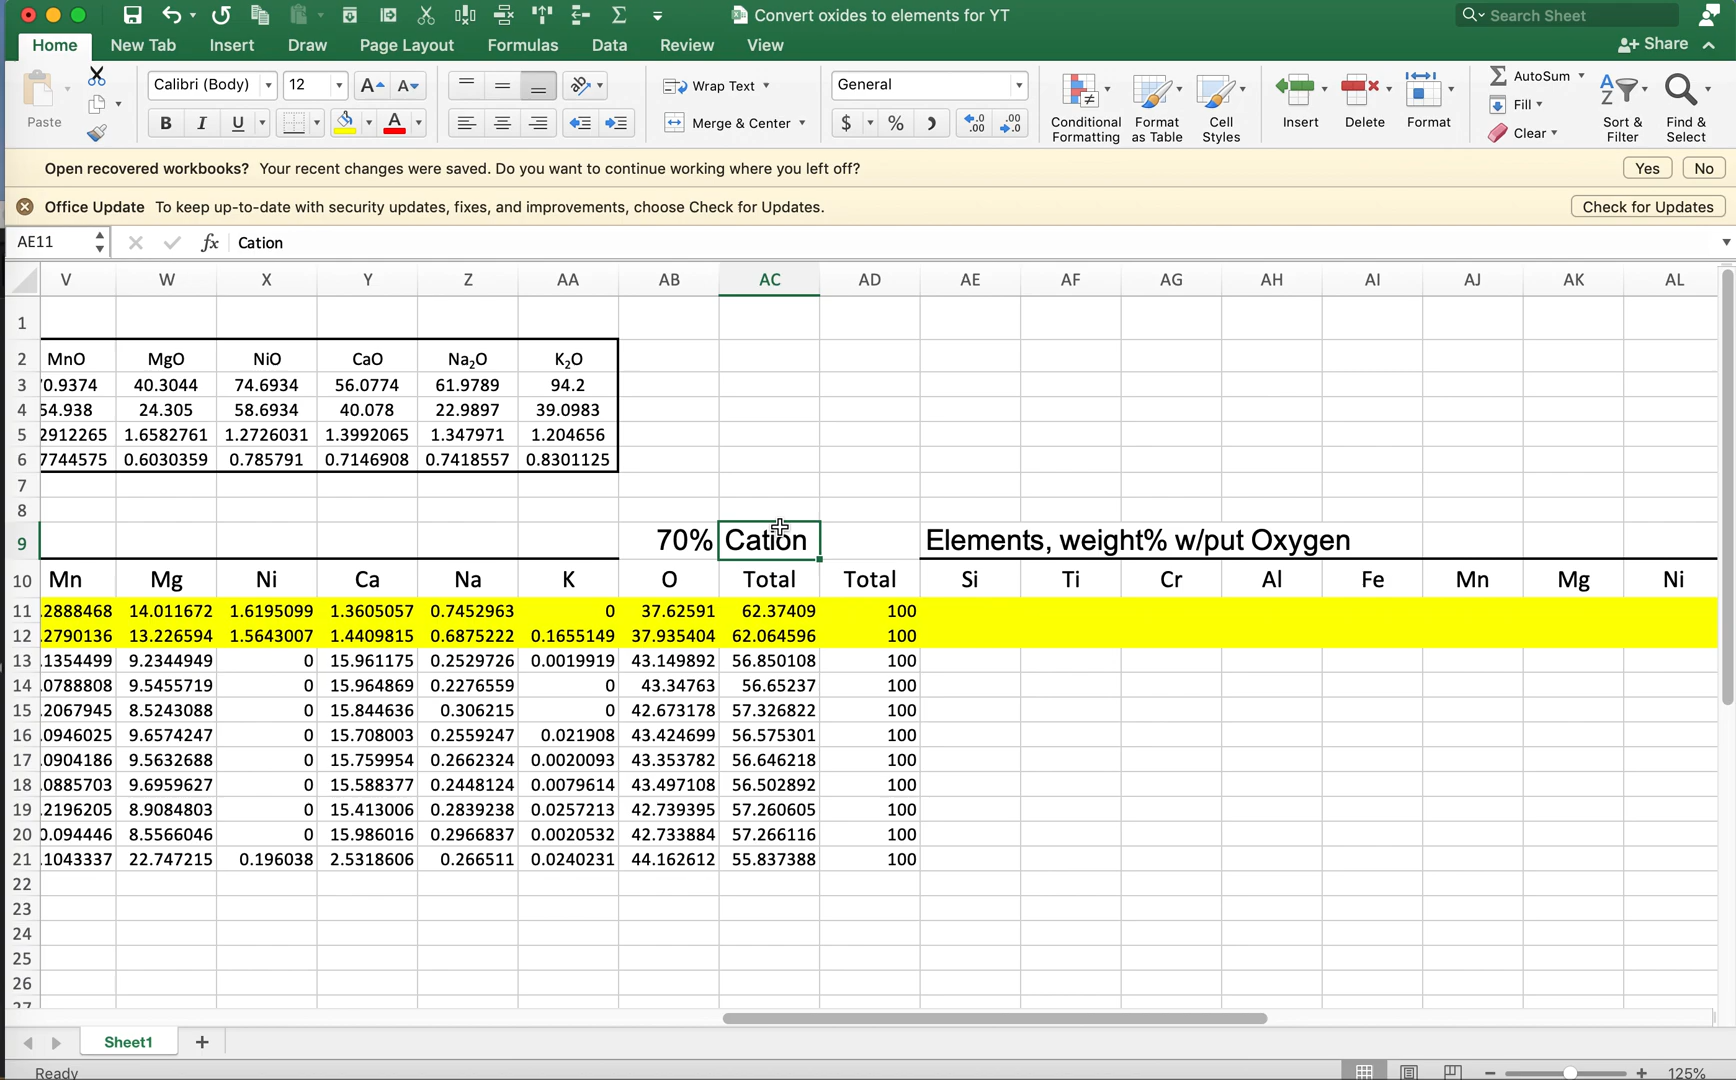 Convert oxides to elements for YT
Search Sheet
Home New Tab Insert Draw Page Layout Formulas Data Review View
Share
Paste
Calibri (Body) 12
B I U
Wrap Text
Merge & Center
General
$ %
Conditional Formatting
Format as Table
Cell Styles
Insert Delete Format
AutoSum
Fill
Clear
Sort & Filter
Find & Select
Open recovered workbooks? Your recent changes were saved. Do you want to continue working where you left off? Yes No
Office Update To keep up-to-date with security updates, fixes, and improvements, choose Check for Updates. Check for Updates
AE11 fx Cation
V W X Y Z AA AB AC AD AE AF AG AH AI AJ AK AL
1
2 MnO MgO NiO CaO Na₂O K₂O
3 0.9374 40.3044 74.6934 56.0774 61.9789 94.2
4 54.938 24.305 58.6934 40.078 22.9897 39.0983
5 2912265 1.6582761 1.2726031 1.3992065 1.347971 1.204656
6 7744575 0.6030359 0.785791 0.7146908 0.7418557 0.8301125
7
8
9 70% Cation Elements, weight% w/put Oxygen
10 Mn Mg Ni Ca Na K O Total Total Si Ti Cr Al Fe Mn Mg Ni
11 .2888468 14.011672 1.6195099 1.3605057 0.7452963 0 37.62591 62.37409 100
12 .2790136 13.226594 1.5643007 1.4409815 0.6875222 0.1655149 37.935404 62.064596 100
13 .1354499 9.2344949 0 15.961175 0.2529726 0.0019919 43.149892 56.850108 100
14 .0788808 9.5455719 0 15.964869 0.2276559 0 43.34763 56.65237 100
15 .2067945 8.5243088 0 15.844636 0.306215 0 42.673178 57.326822 100
16 .0946025 9.6574247 0 15.708003 0.2559247 0.021908 43.424699 56.575301 100
17 .0904186 9.5632688 0 15.759954 0.2662324 0.0020093 43.353782 56.646218 100
18 .0885703 9.6959627 0 15.588377 0.2448124 0.0079614 43.497108 56.502892 100
19 .2196205 8.9084803 0 15.413006 0.2839238 0.0257213 42.739395 57.260605 100
20 0.094446 8.5566046 0 15.986016 0.2966837 0.0020532 42.733884 57.266116 100
21 .1043337 22.747215 0.196038 2.5318606 0.266511 0.0240231 44.162612 55.837388 100
22
23
24
25
26
27
Sheet1
Ready 125%